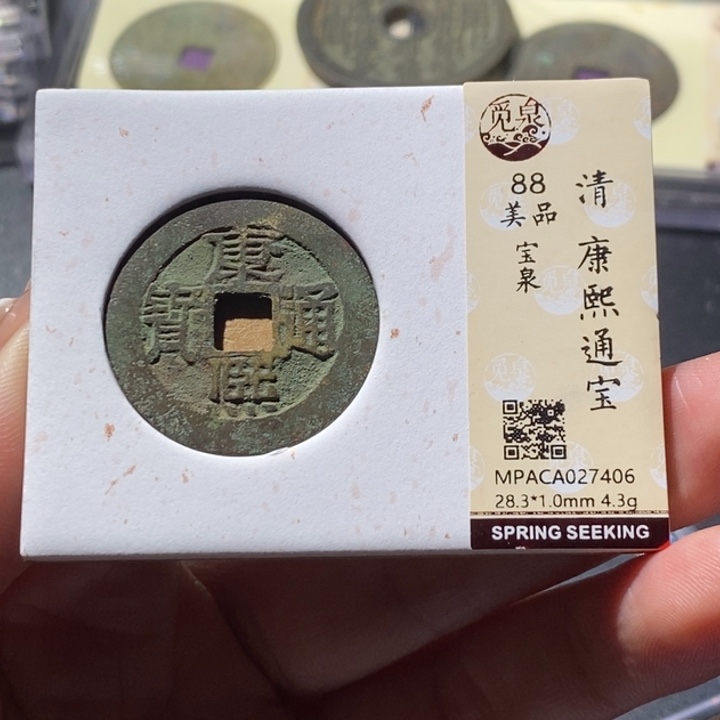 康
寶 通
熙
觅泉
88
美品
宝泉
清 康熙通宝
MPACA027406
28.3*1.0mm 4.3g
SPRING SEEKING